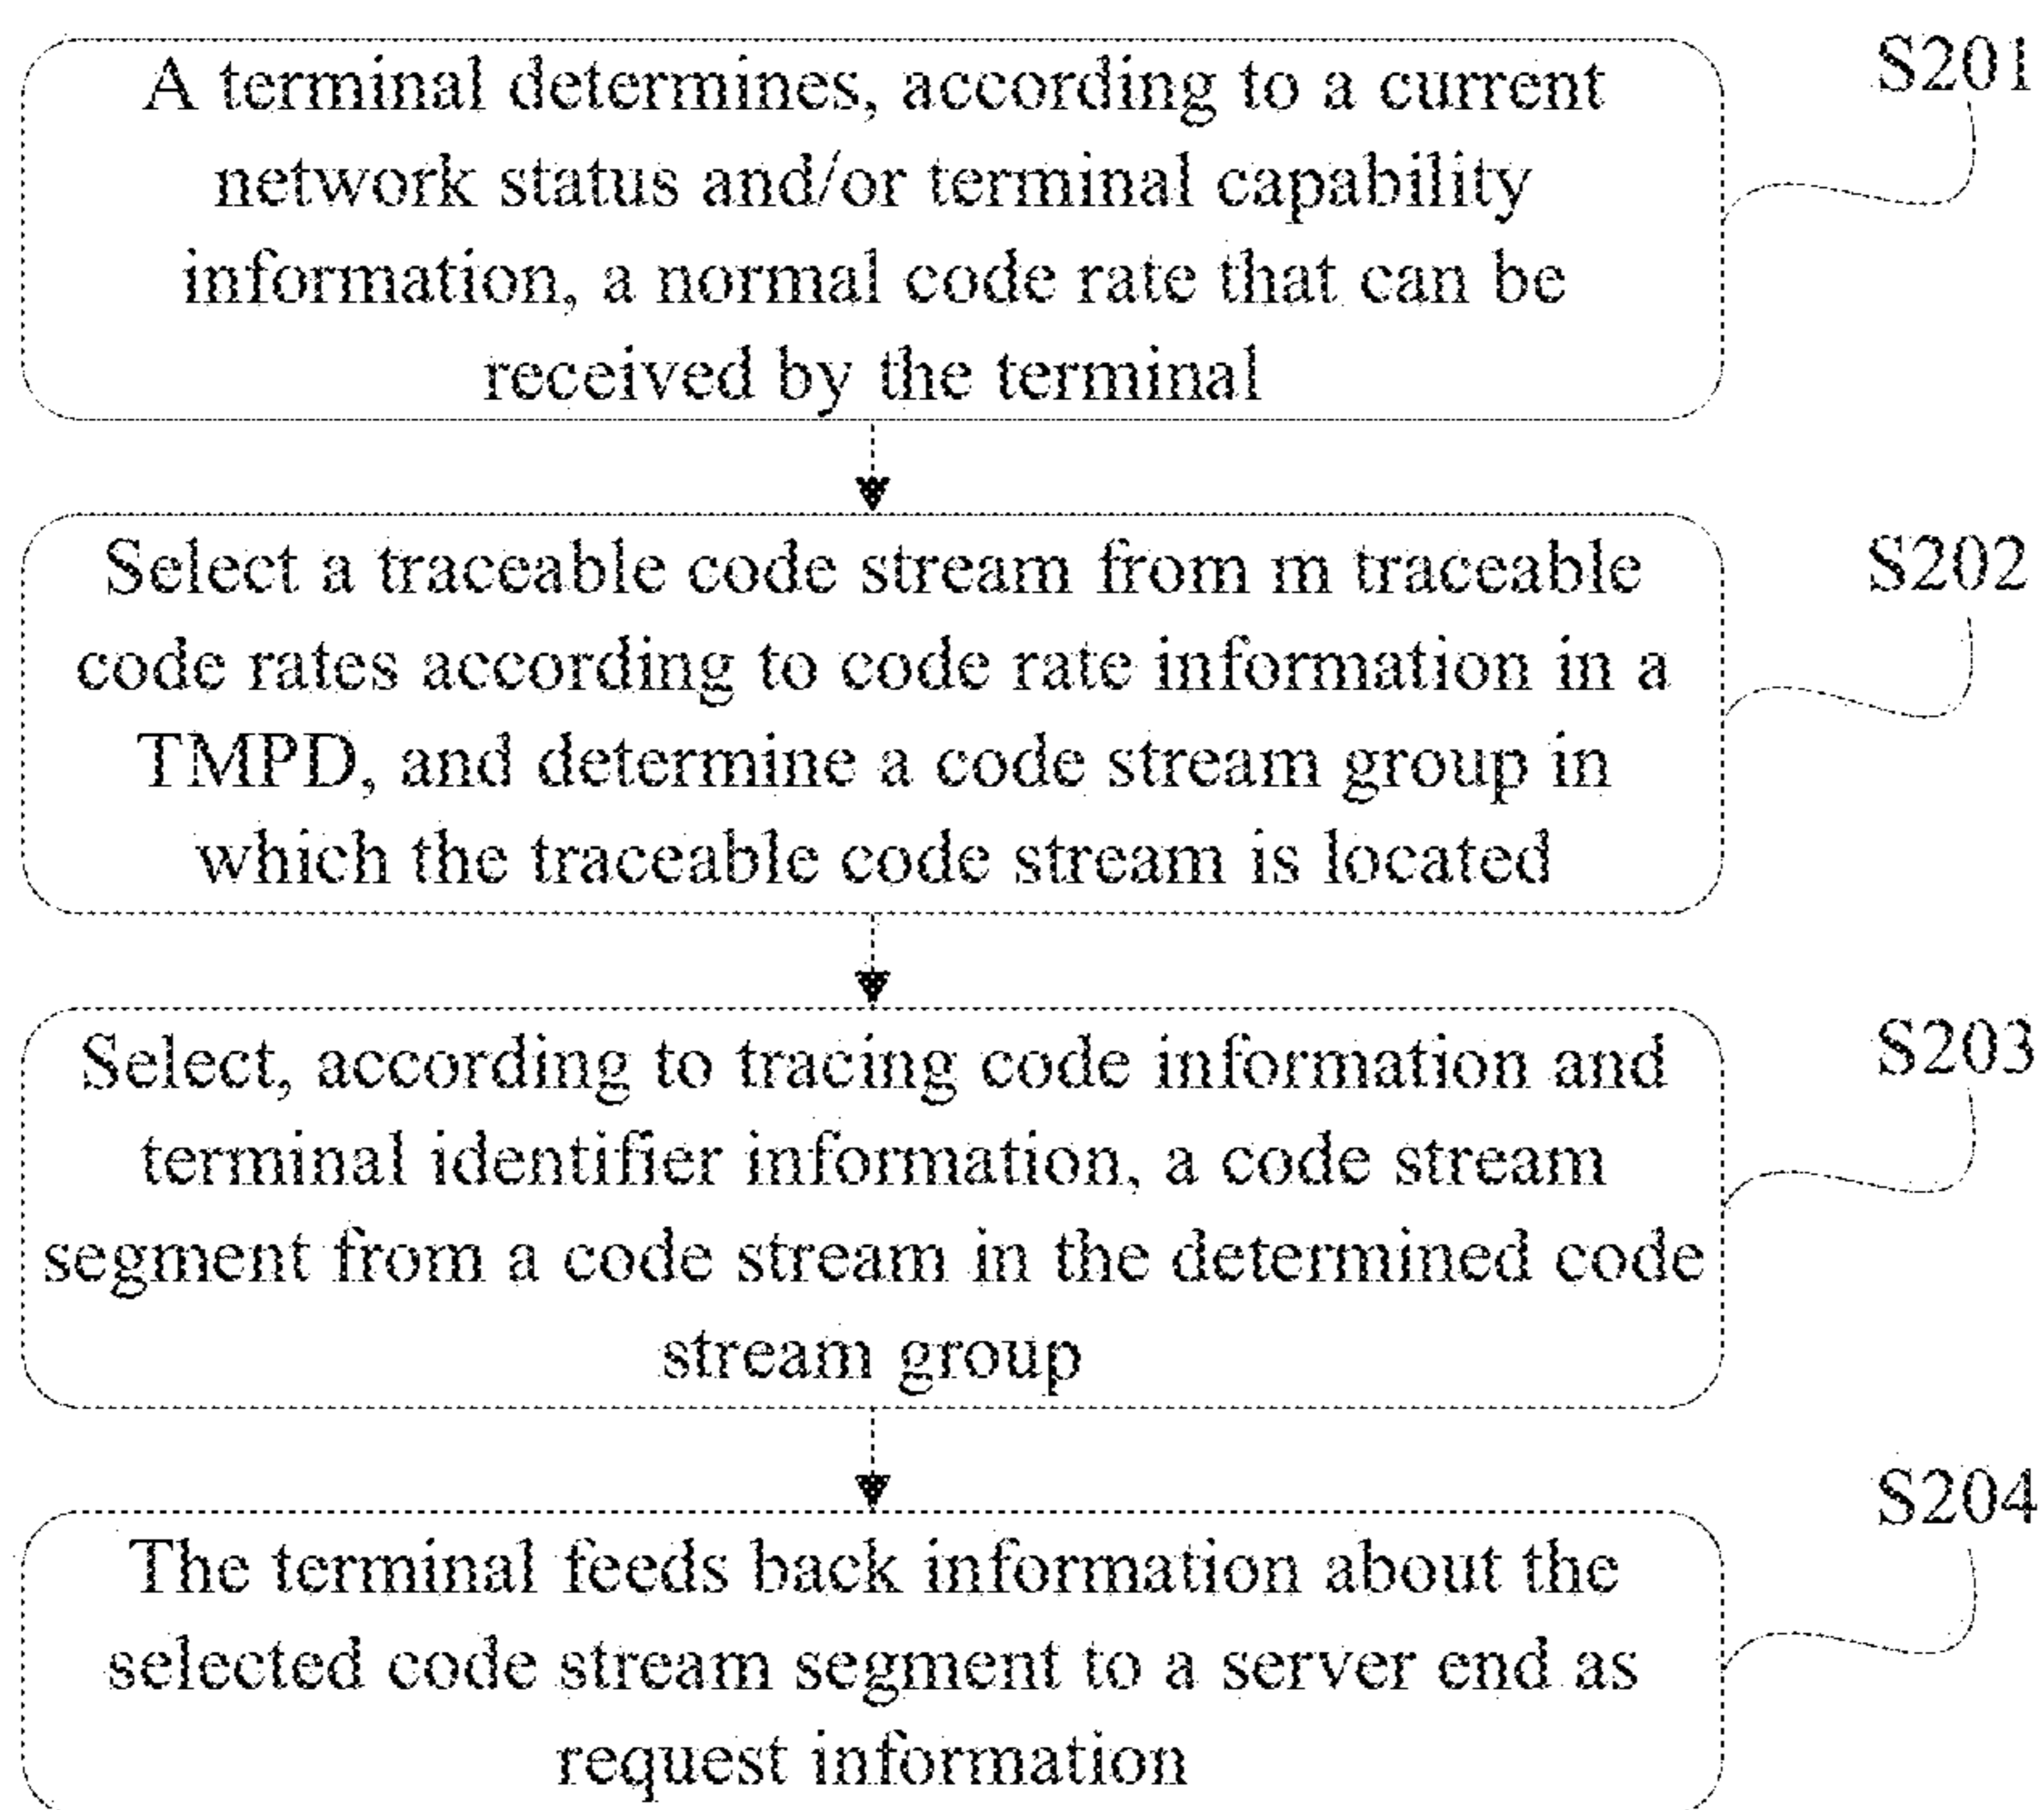 A terminal determines, according to a current
network status and/or terminal capability
information, a normal code rate that can be
received by the terminal
S201
Select a traceable code stream from m traceable
code rates according to code rate information in a
TMPD, and determine a code stream group in
which the traceable code stream is located
S202
Select, according to tracing code information and
terminal identifier information, a code stream
segment from a code stream in the determined code
stream group
S203
The terminal feeds back information about the
selected code stream segment to a server end as
request information
S204